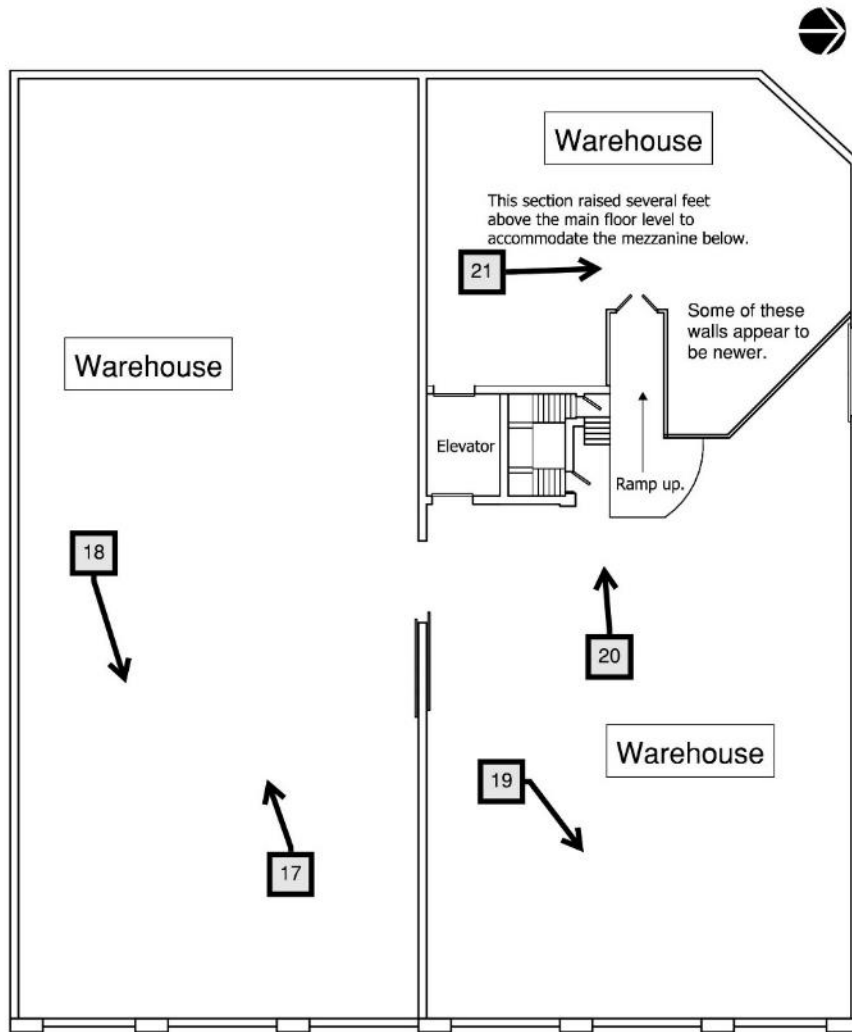 Warehouse
This section raised several feet
above the main floor level to
accommodate the mezzanine below.
21
Some of these
walls appear to
be newer.
Warehouse
Elevator
Ramp up.
18
20
Warehouse
19
17